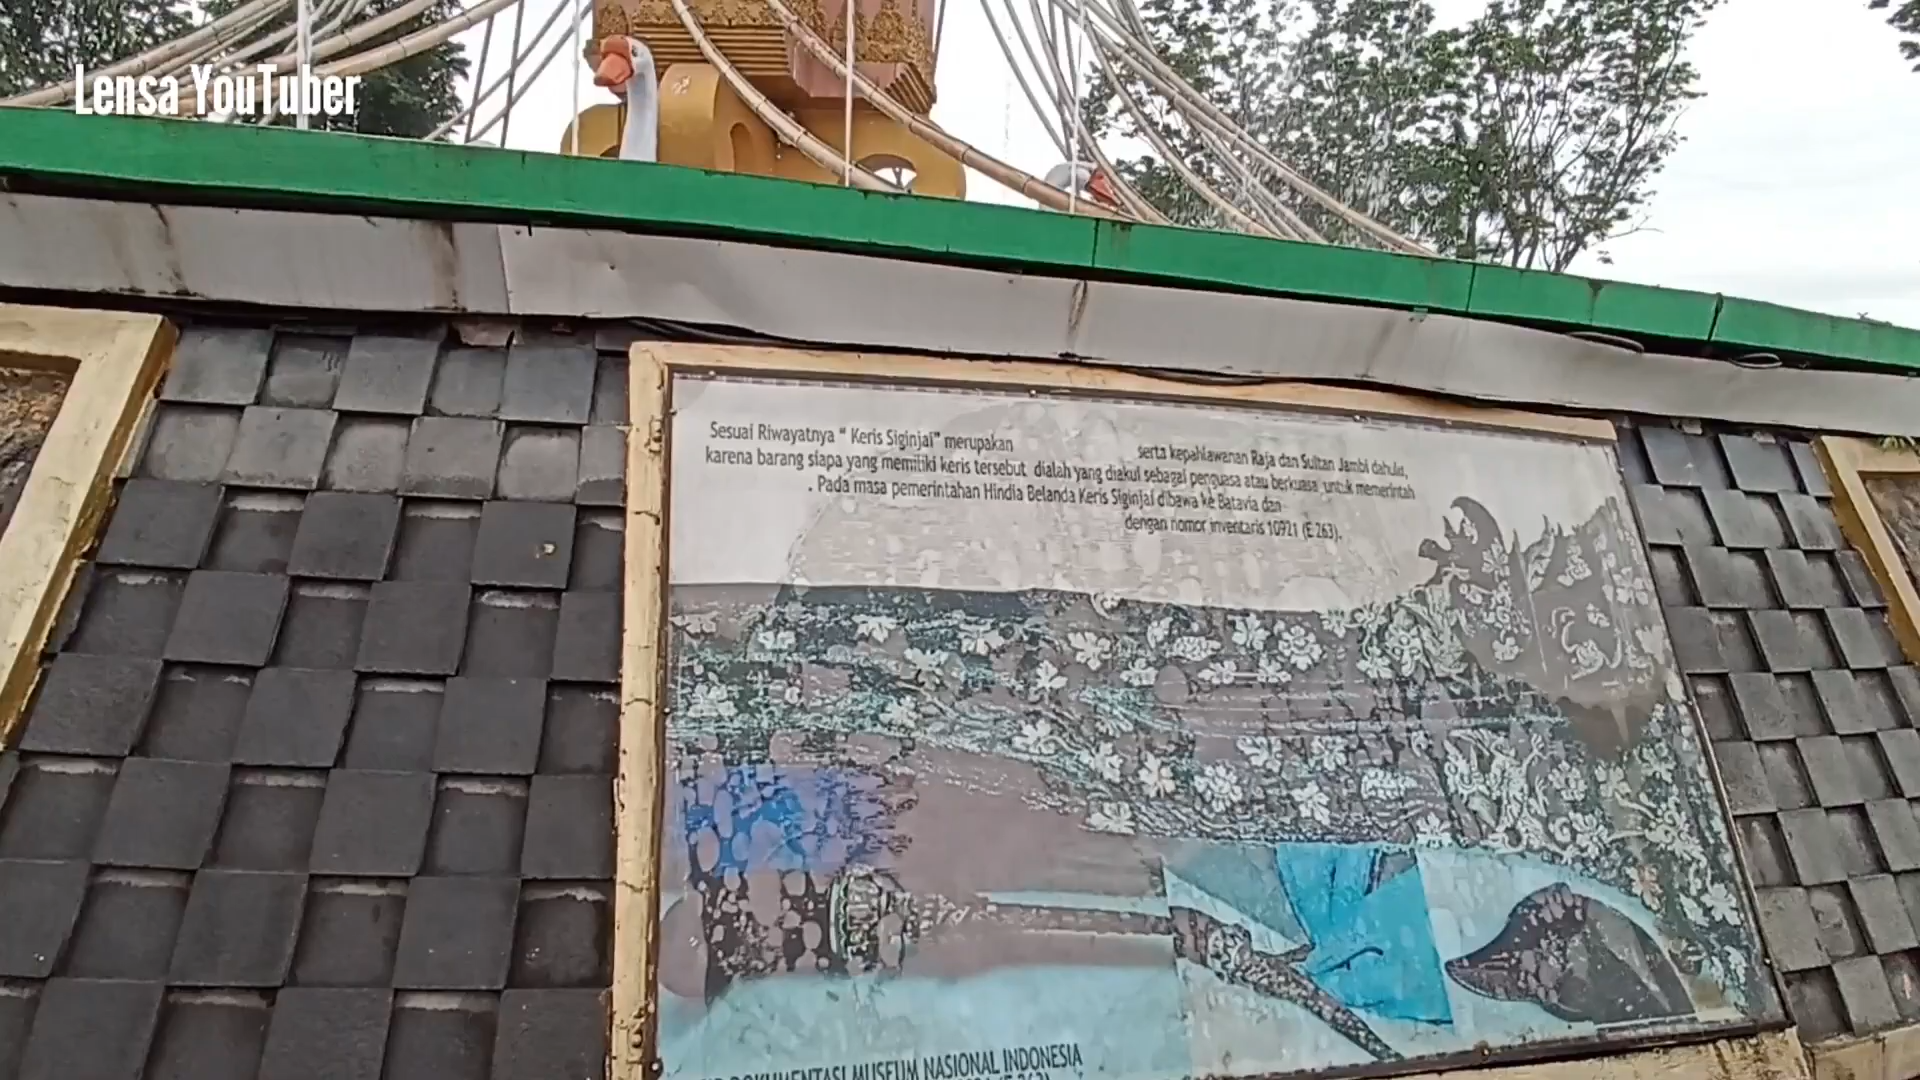 Lensa YouTuber
Sesuai Riwayatnya “ Keris Siginjai” merupakan serta kepahlawanan Raja dan Sultan Jambi dahulu,
karena barang siapa yang memiliki keris tersebut dialah yang diakui sebagai penguasa atau berkuasa untuk memerintah
. Pada masa pemerintahan Hindia Belanda Keris Siginjai dibawa ke Batavia dan
dengan nomor inventaris 10921 (E 263).
DOKUMENTASI MUSEUM NASIONAL INDONESIA